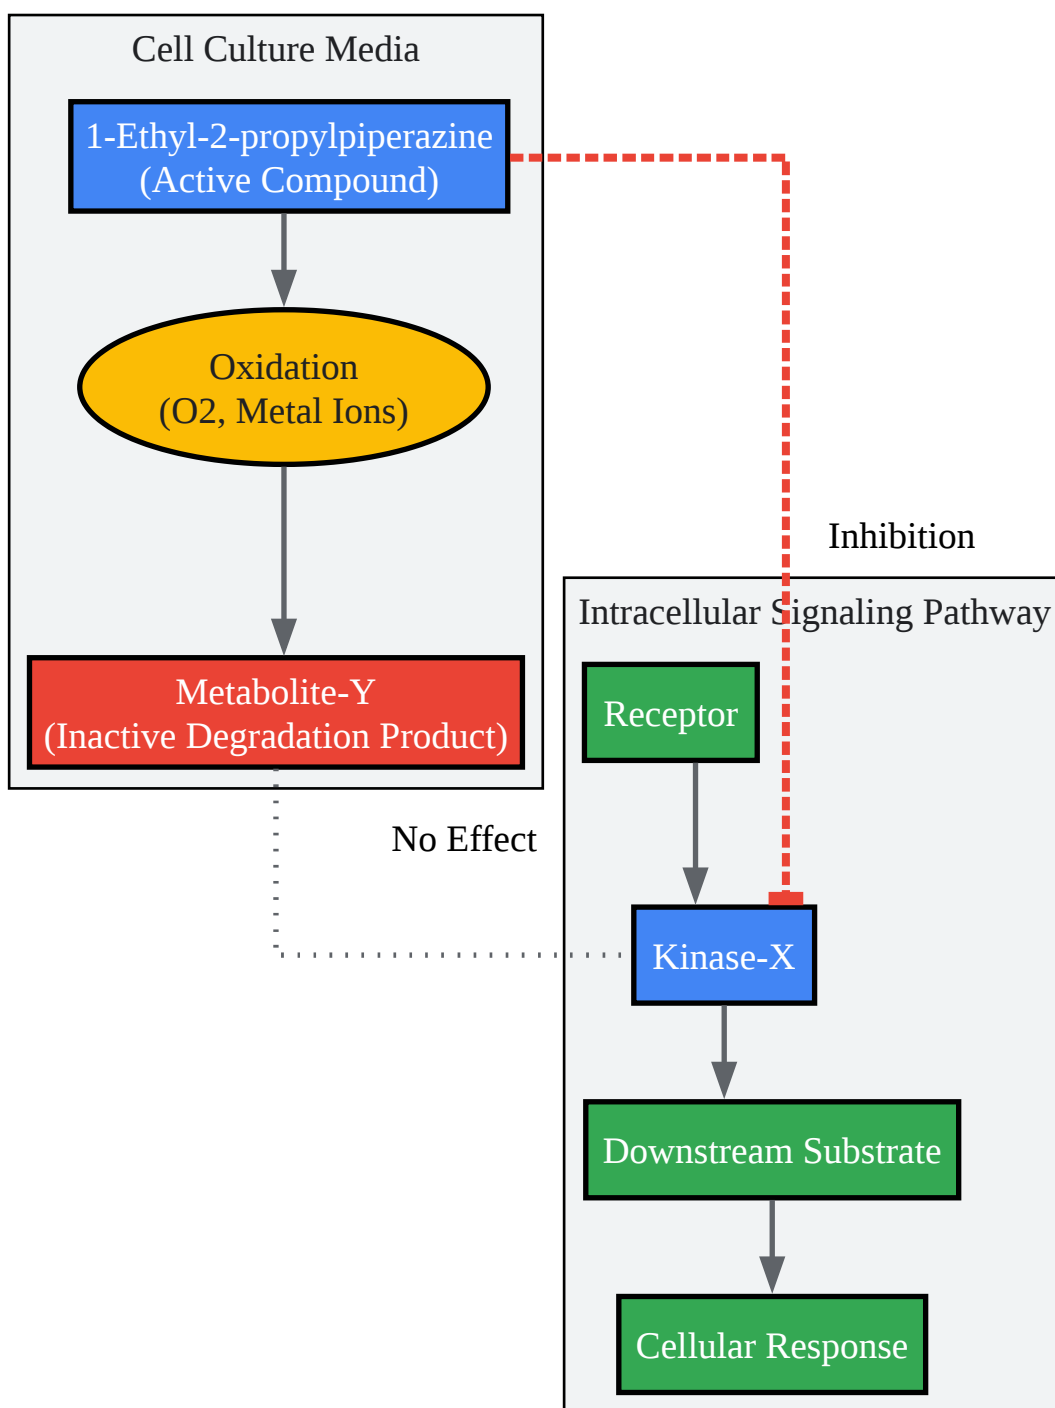 Cell Culture Media
1-Ethyl-2-propylpiperazine
(Active Compound)
Oxidation
(O2, Metal Ions)
Metabolite-Y
(Inactive Degradation Product)
No Effect
Inhibition
Intracellular Signaling Pathway
Receptor
Kinase-X
Downstream Substrate
Cellular Response